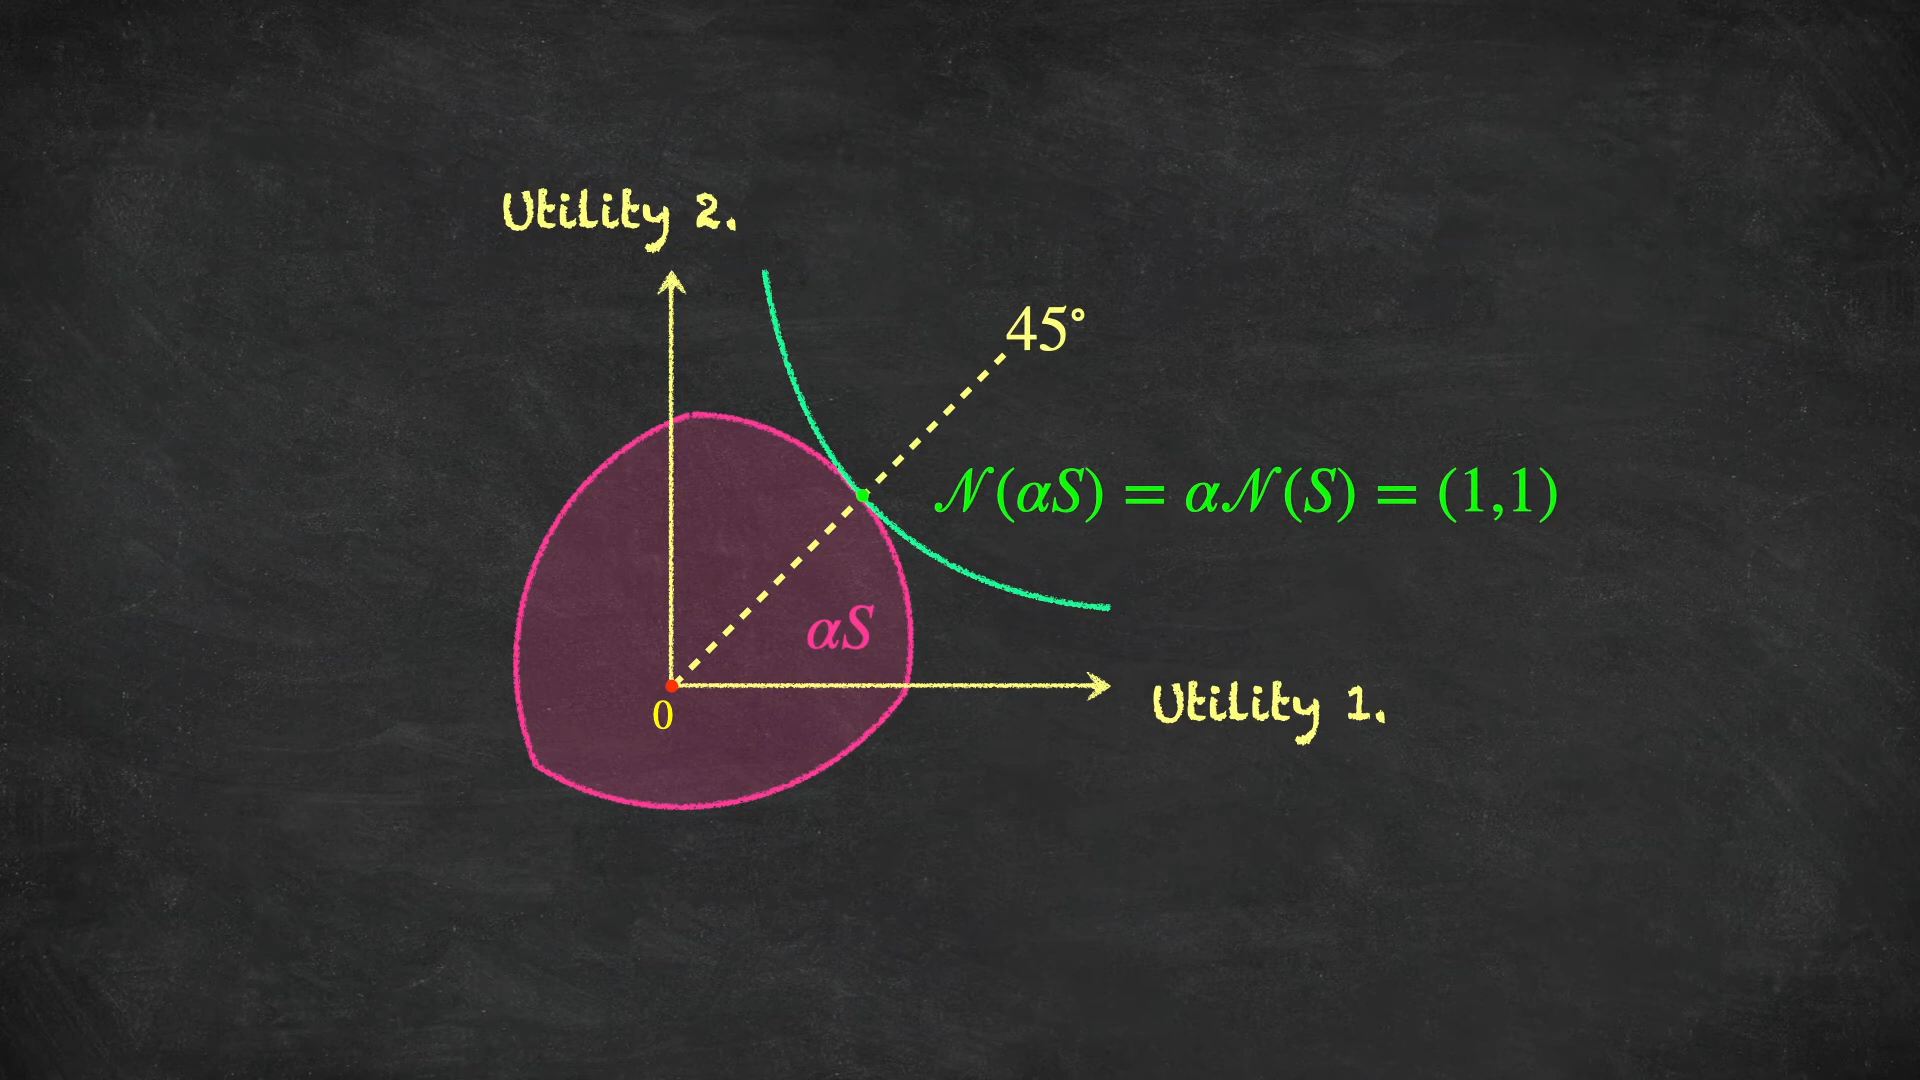 Utility 2.
45°
𝒩(αS) = α𝒩(S) = (1,1)
αS
0
Utility 1.